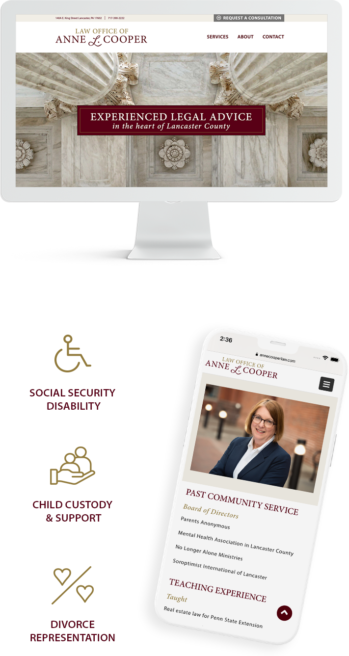 REQUEST A CONSULTATION
LAW OFFICE OF
ANNE L COOPER
SERVICES ABOUT CONTACT
EXPERIENCED LEGAL ADVICE
in the heart of Lancaster County
SOCIAL SECURITY
DISABILITY
CHILD CUSTODY
& SUPPORT
DIVORCE
REPRESENTATION
2:36
annecooperlaw.com
LAW OFFICE OF
ANNE L COOPER
PAST COMMUNITY SERVICE
Board of Directors
Parents Anonymous
Mental Health Association in Lancaster County
No Longer Alone Ministries
Soroptimist International of Lancaster
TEACHING EXPERIENCE
Taught
Real estate law for Penn State Extension